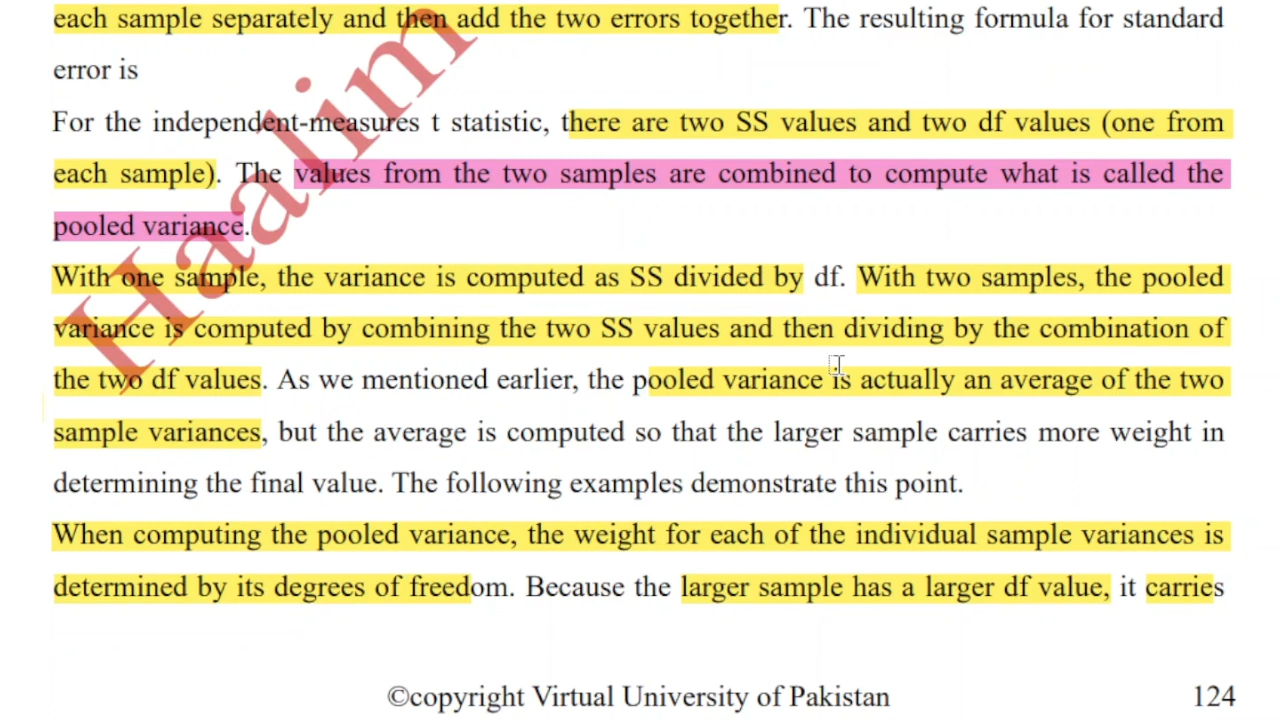 each sample separately and then add the two errors together. The resulting formula for standard
error is
For the independent-measures t statistic, there are two SS values and two df values (one from
each sample). The values from the two samples are combined to compute what is called the
pooled variance.
With one sample, the variance is computed as SS divided by df. With two samples, the pooled
variance is computed by combining the two SS values and then dividing by the combination of
the two df values. As we mentioned earlier, the pooled variance is actually an average of the two
sample variances, but the average is computed so that the larger sample carries more weight in
determining the final value. The following examples demonstrate this point.
When computing the pooled variance, the weight for each of the individual sample variances is
determined by its degrees of freedom. Because the larger sample has a larger df value, it carries
©copyright Virtual University of Pakistan 124
Haalim